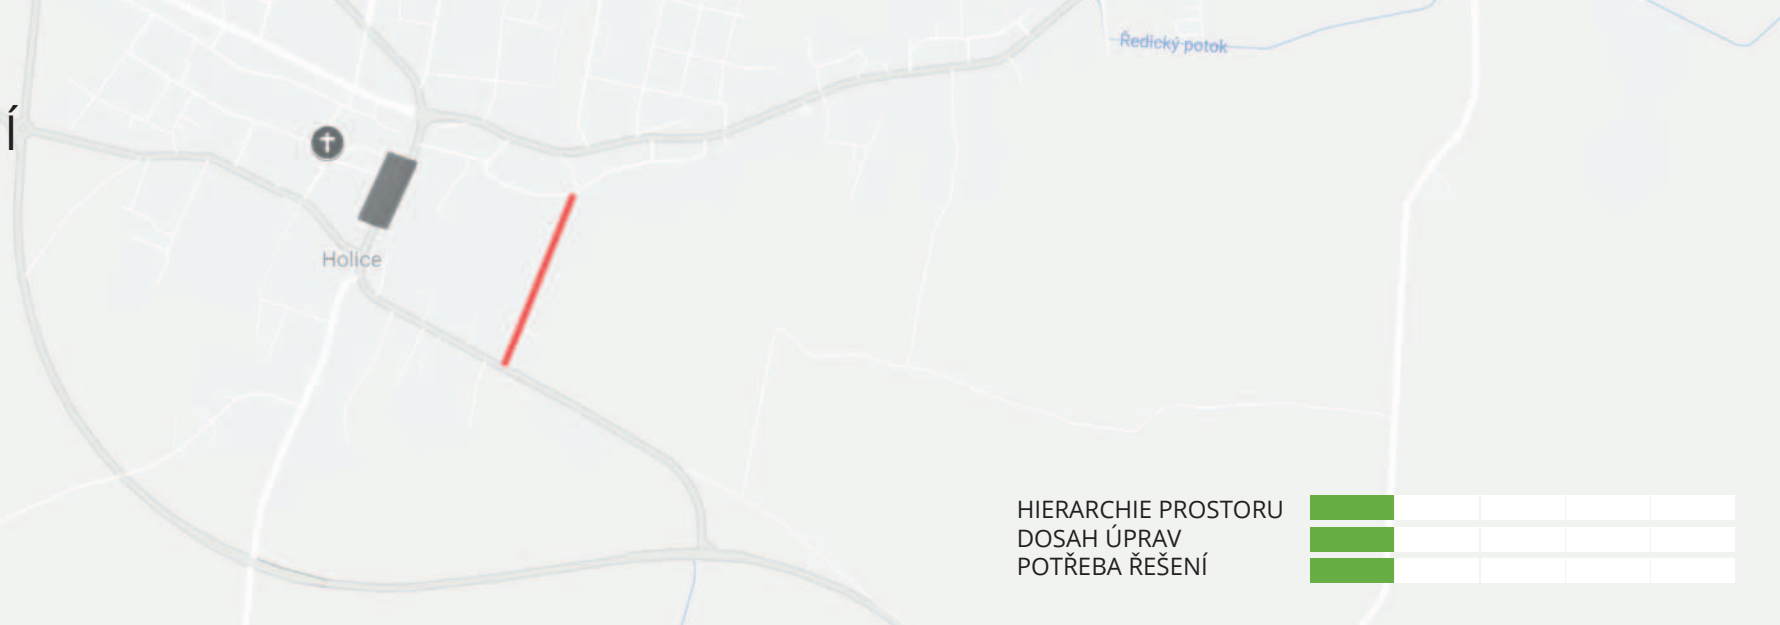 Ředický potok
Í
Holice
HIERARCHIE PROSTORU
DOSAH ÚPRAV
POTŘEBA ŘEŠENÍ